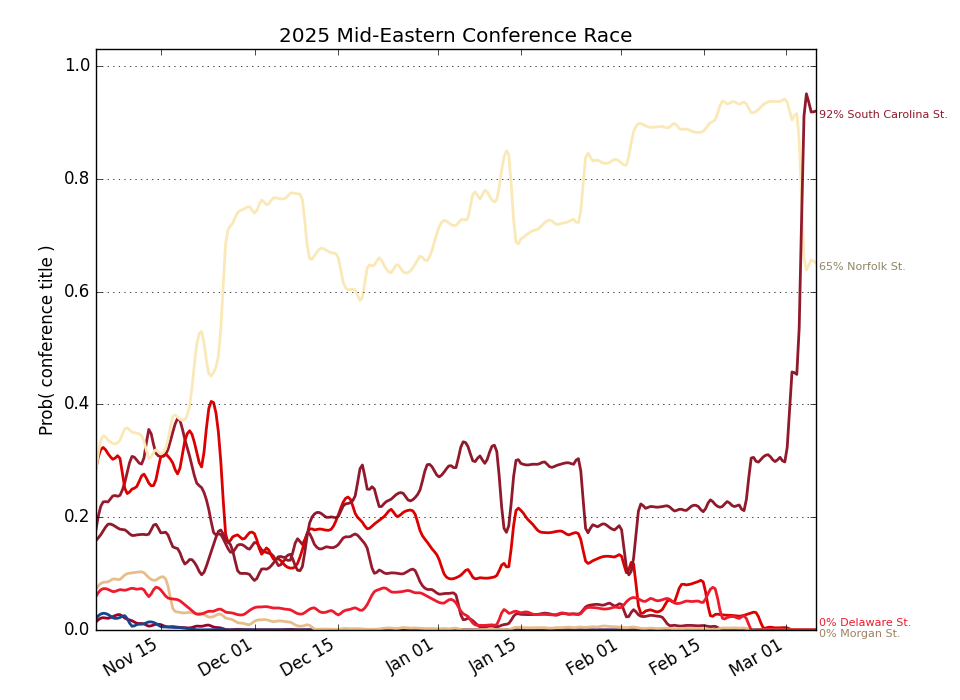 2025 Mid-Eastern Conference Race
Prob( conference title )
1.0
0.8
0.6
0.4
0.2
0.0
Nov 15
Dec 01
Dec 15
Jan 01
Jan 15
Feb 01
Feb 15
Mar 01
92% South Carolina St.
65% Norfolk St.
0% Delaware St.
0% Morgan St.